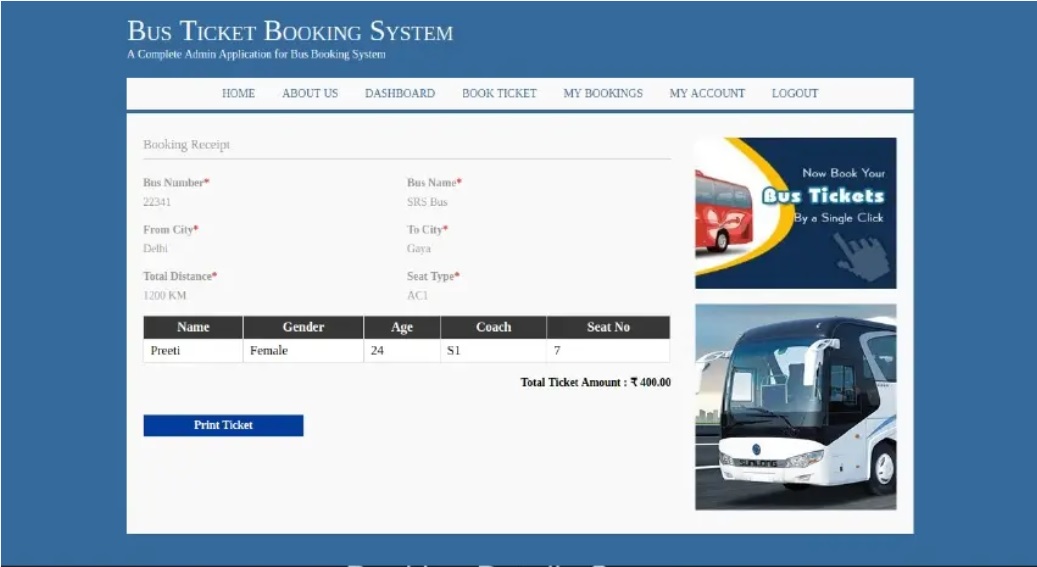 BUS TICKET BOOKING SYSTEM
A Complete Admin Application for Bus Booking System
HOME ABOUT US DASHBOARD BOOK TICKET MY BOOKINGS MY ACCOUNT LOGOUT
Booking Receipt
Bus Number* Bus Name*
22341 SRS Bus
From City* To City*
Delhi Gaya
Total Distance* Seat Type*
1200 KM AC1
Name Gender Age Coach Seat No
Preeti Female 24 S1 7
Total Ticket Amount : ₹ 400.00
Print Ticket
Now Book Your
Bus Tickets
By a Single Click